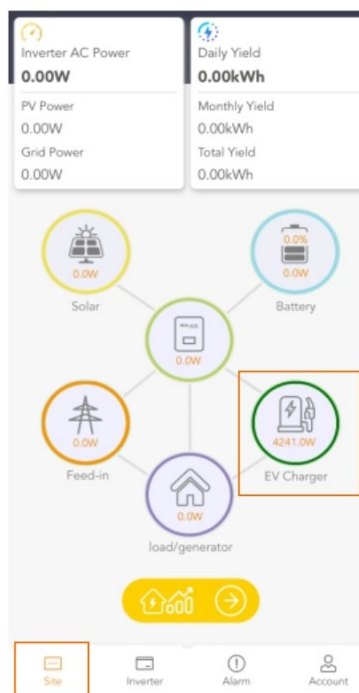 Inverter AC Power
0.00W
PV Power
0.00W
Grid Power
0.00W
Daily Yield
0.00kWh
Monthly Yield
0.00kWh
Total Yield
0.00kWh
0.0W
Solar
0.0%
0.0W
Battery
0.0W
0.0W
Feed-in
4241.0W
EV Charger
0.0W
load/generator
Site
Inverter
Alarm
Account